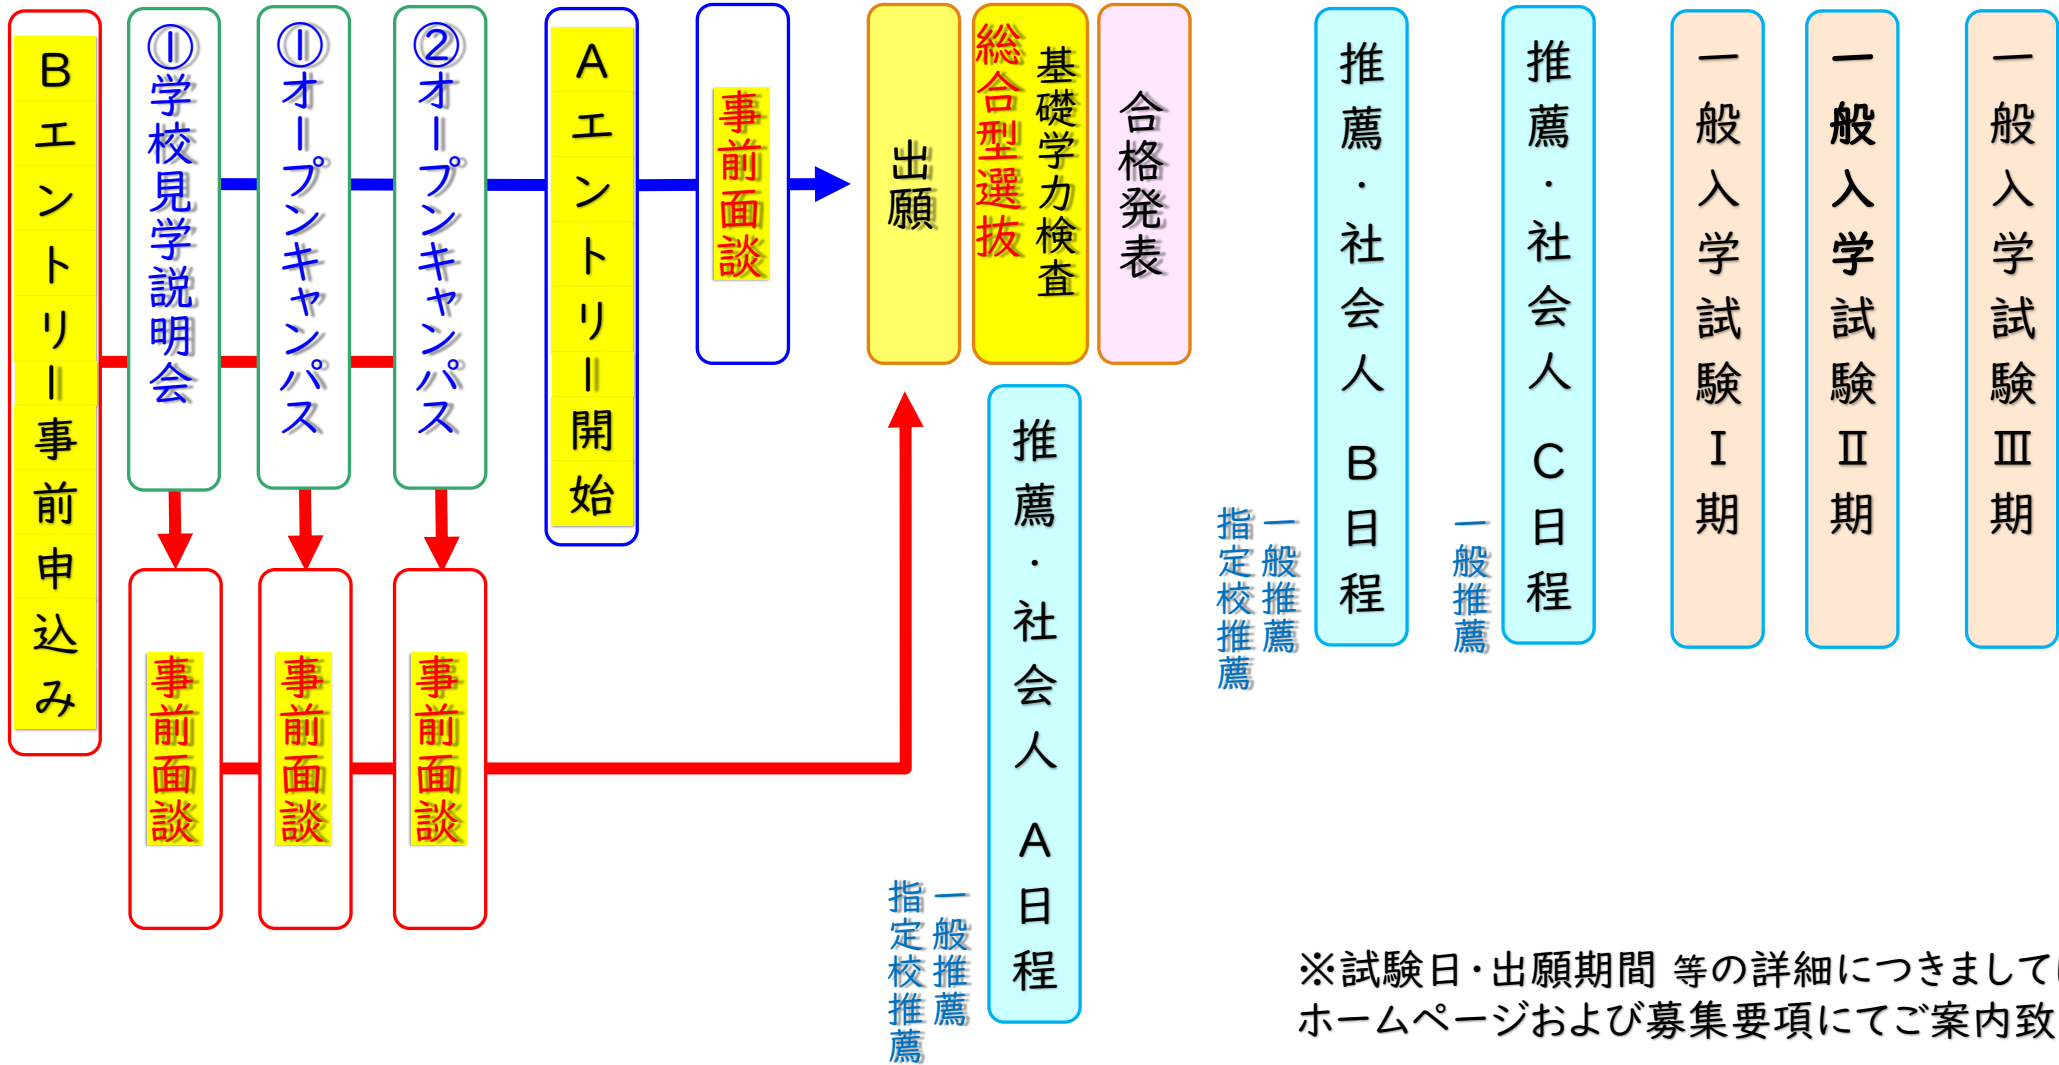 Bエントリー事前申込み
①学校見学説明会
①オープンキャンパス
②オープンキャンパス
Aエントリー開始
事前面談
出願
基礎学力検査
総合型選抜
合格発表
事前面談
事前面談
事前面談
推薦・社会人 A日程
一般推薦
指定校推薦
推薦・社会人 B日程
一般推薦
指定校推薦
推薦・社会人 C日程
一般推薦
一般入学試験Ⅰ期
一般入学試験Ⅱ期
一般入学試験Ⅲ期
※試験日・出願期間 等の詳細につきましては
ホームページおよび募集要項にてご案内致